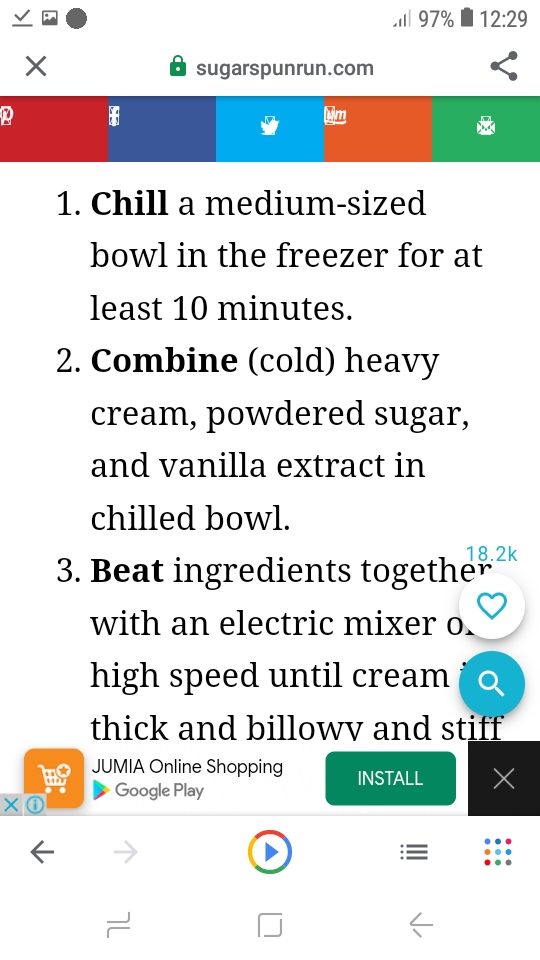 97% 12:29
sugarspunrun.com
1. Chill a medium-sized
bowl in the freezer for at
least 10 minutes.
2. Combine (cold) heavy
cream, powdered sugar,
and vanilla extract in
chilled bowl.
18.2k
3. Beat ingredients together
with an electric mixer
high speed until cream
thick and billowy and stiff
JUMIA Online Shopping
Google Play
INSTALL